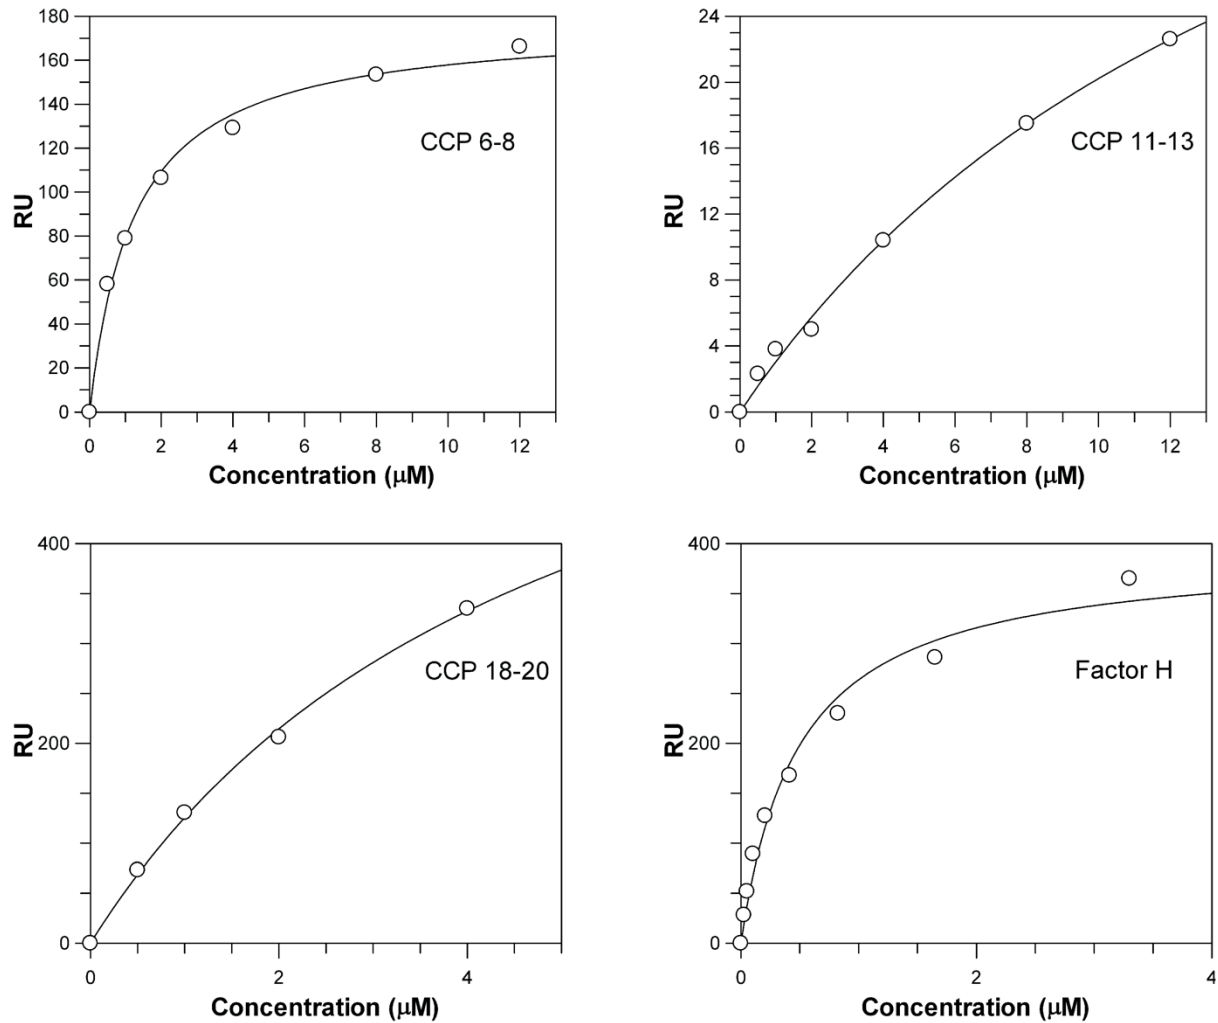 180
160
140
120
100
80
60
40
20
0
RU
CCP 6-8
0 2 4 6 8 10 12
Concentration (μM)
24
20
16
12
8
4
0
RU
CCP 11-13
0 2 4 6 8 10 12
Concentration (μM)
400
200
0
RU
CCP 18-20
0 2 4
Concentration (μM)
400
200
0
RU
Factor H
0 2 4
Concentration (μM)